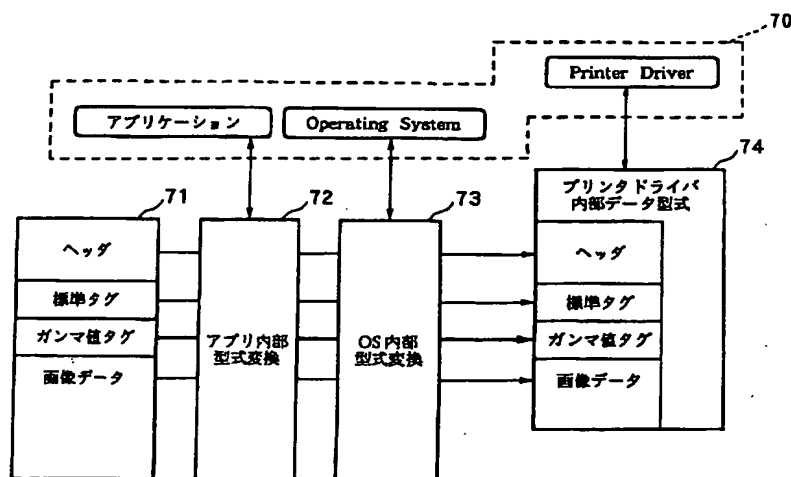 70
Printer Driver
アプリケーション
Operating System
74
プリンタドライバ
内部データ型式
71
72
73
ヘッダ
標準タグ
ガンマ値タグ
画像データ
アプリ内部
型式変換
OS内部
型式変換
ヘッダ
標準タグ
ガンマ値タグ
画像データ